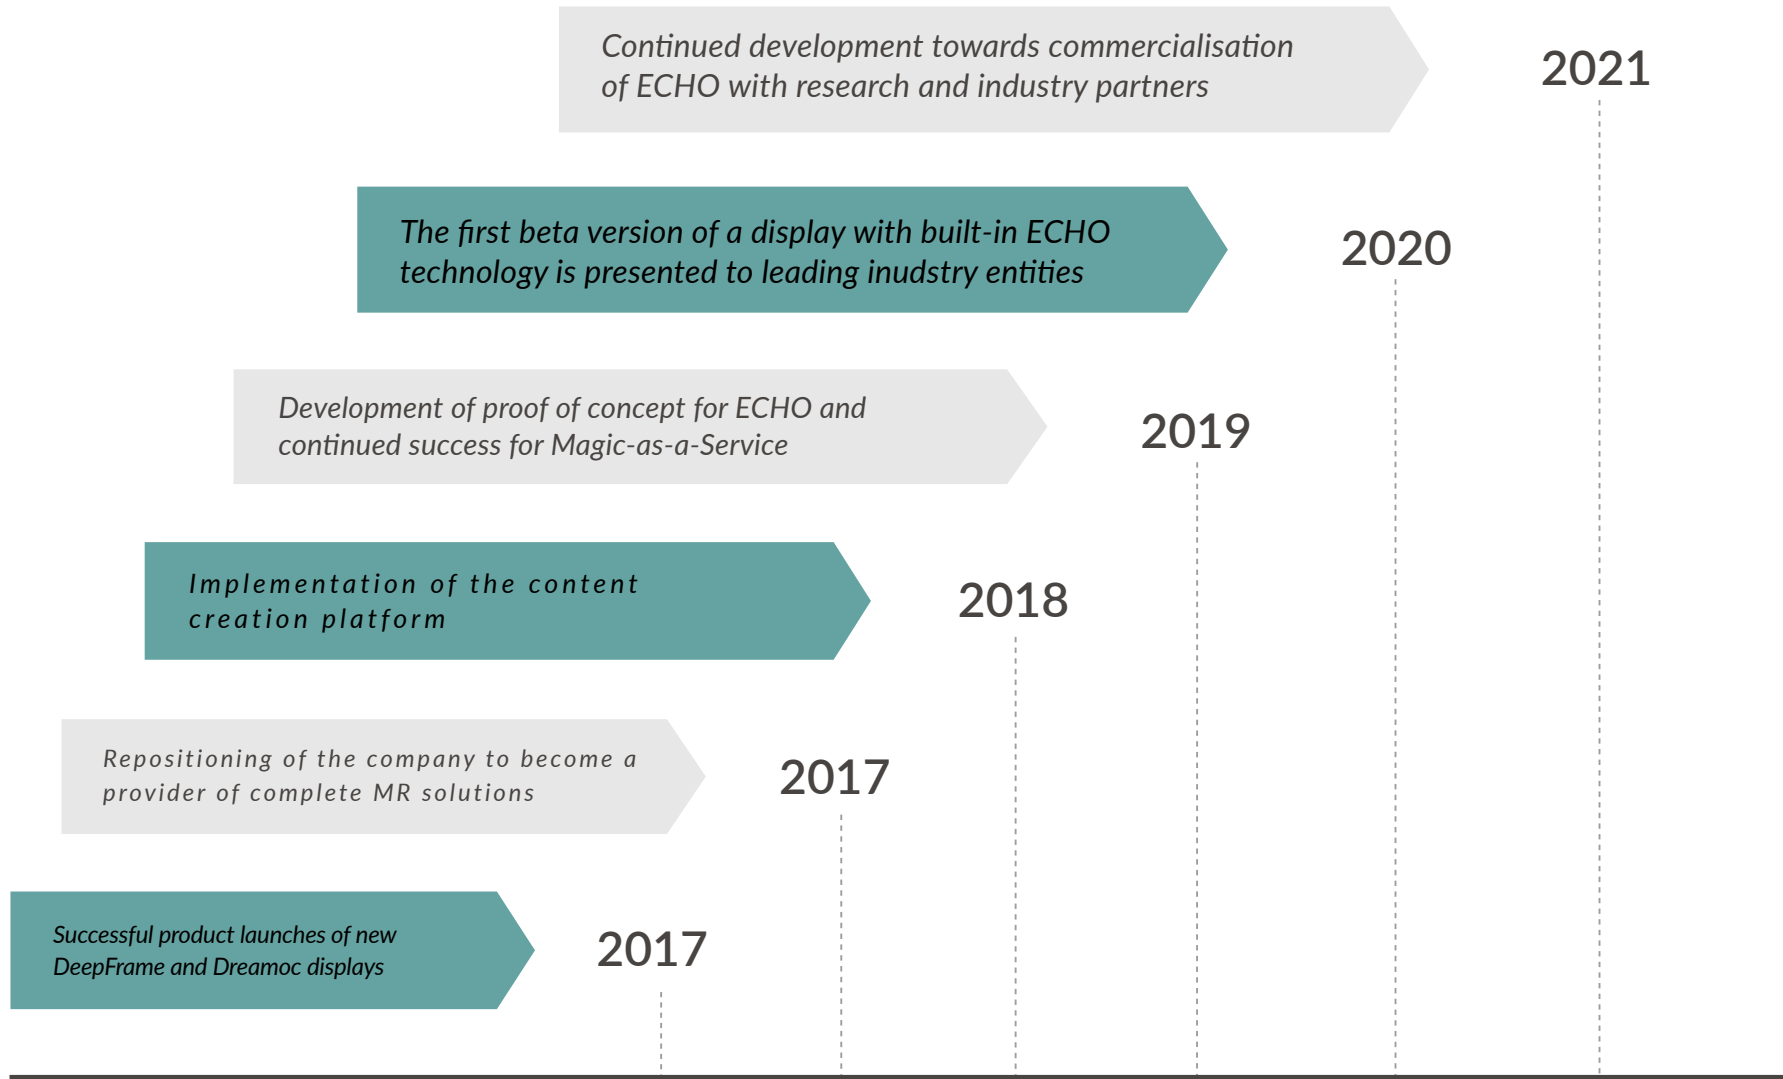 Continued development towards commercialisation
of ECHO with research and industry partners
2021
The first beta version of a display with built-in ECHO
technology is presented to leading inudstry entities
2020
Development of proof of concept for ECHO and
continued success for Magic-as-a-Service
2019
Implementation of the content
creation platform
2018
Repositioning of the company to become a
provider of complete MR solutions
2017
Successful product launches of new
DeepFrame and Dreamoc displays
2017